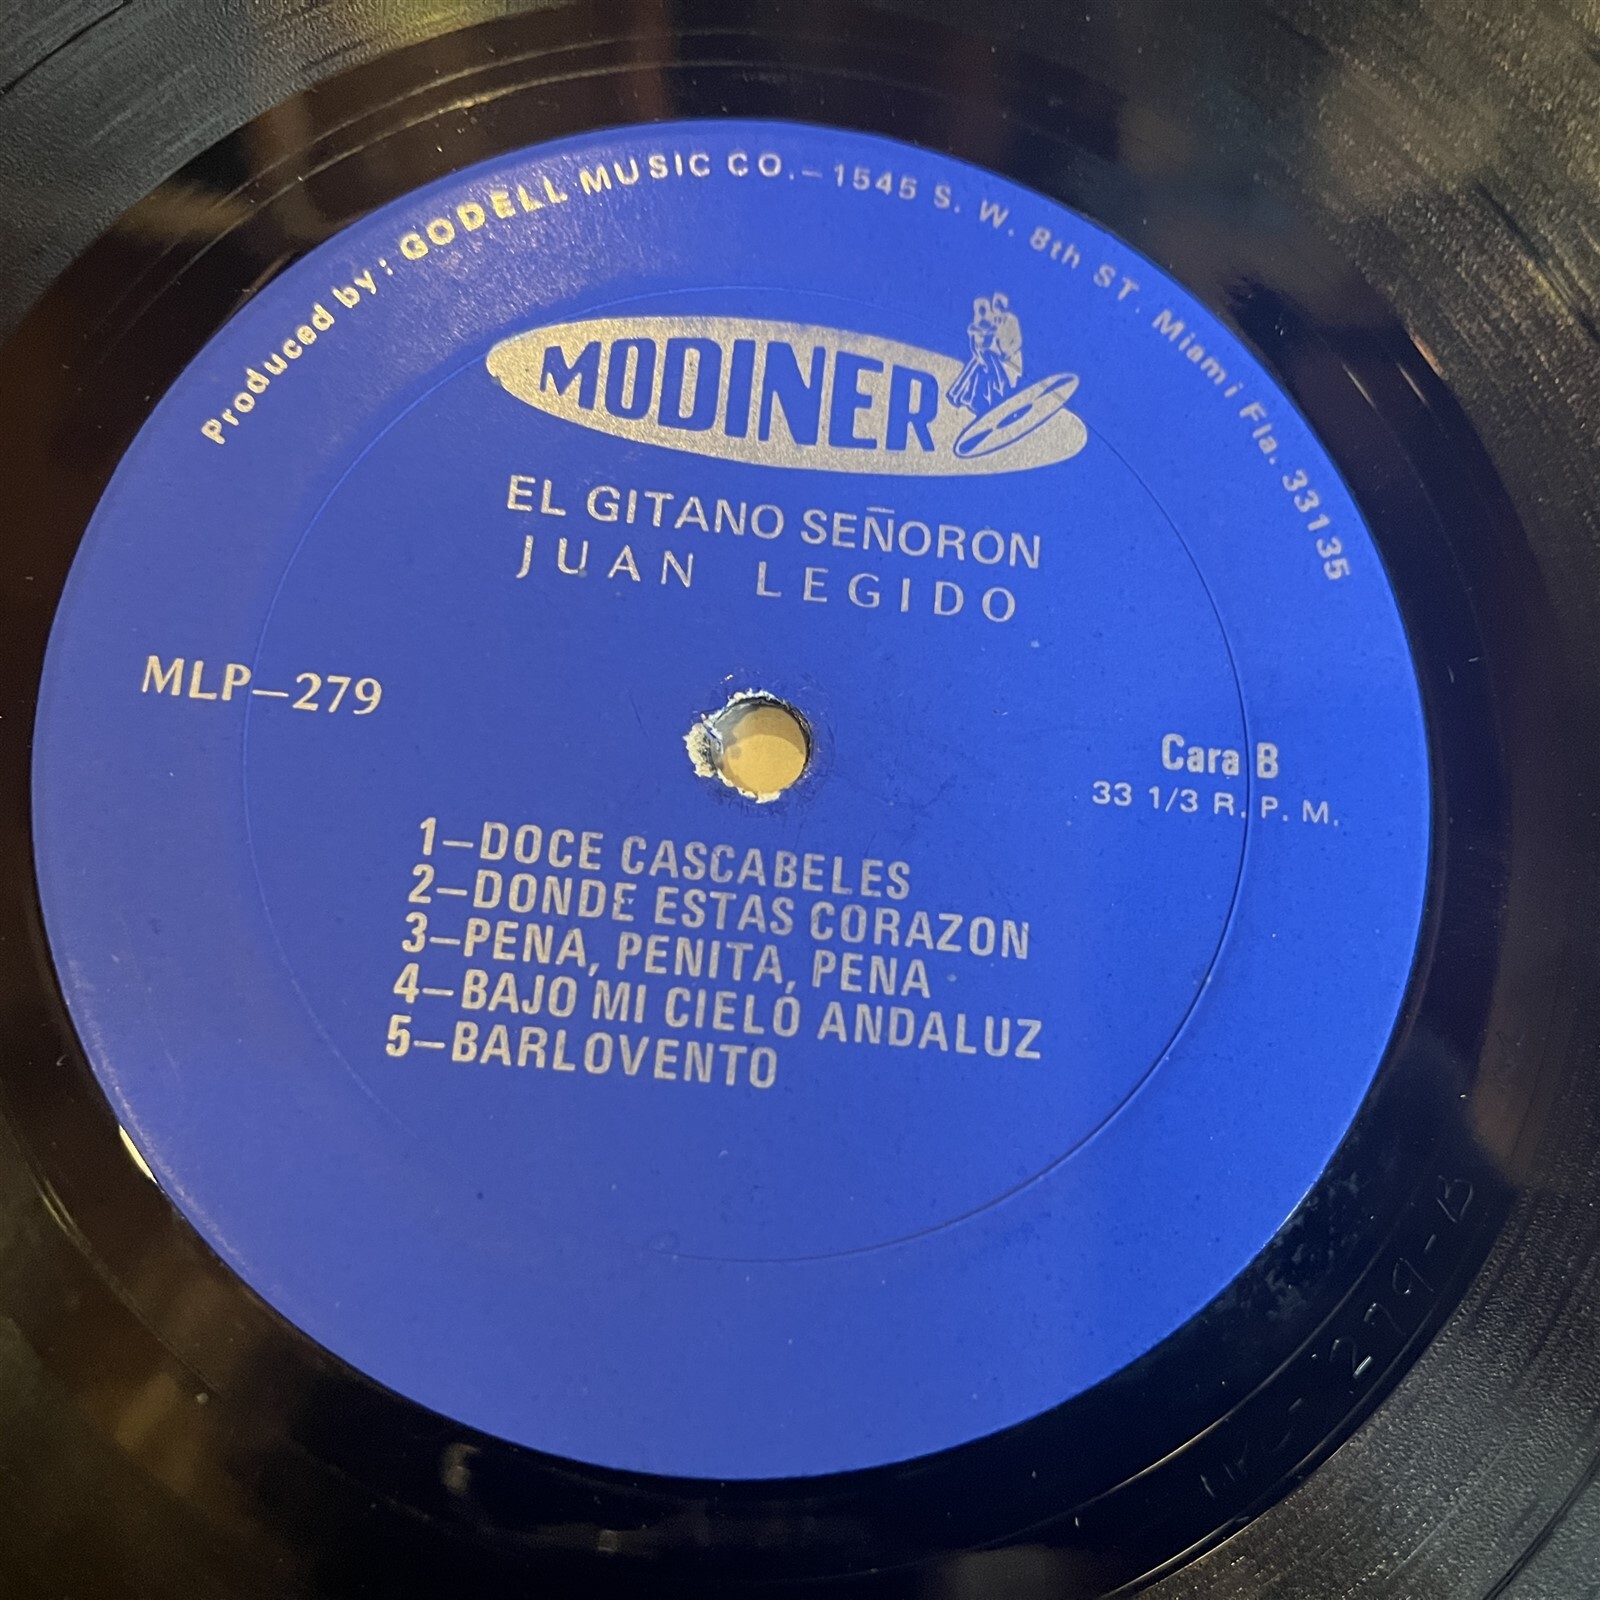 Produced by: GODELL MUSIC CO.—1545 S. W. 8th ST. Miami Fla. 33135
MODINER
EL GITANO SEÑORON
JUAN LEGIDO
MLP—279
Cara B
33 1/3 R. P. M.
1—DOCE CASCABELES
2—DONDE ESTAS CORAZON
3—PENA, PENITA, PENA
4—BAJO MI CIELO ANDALUZ
5—BARLOVENTO
279-B